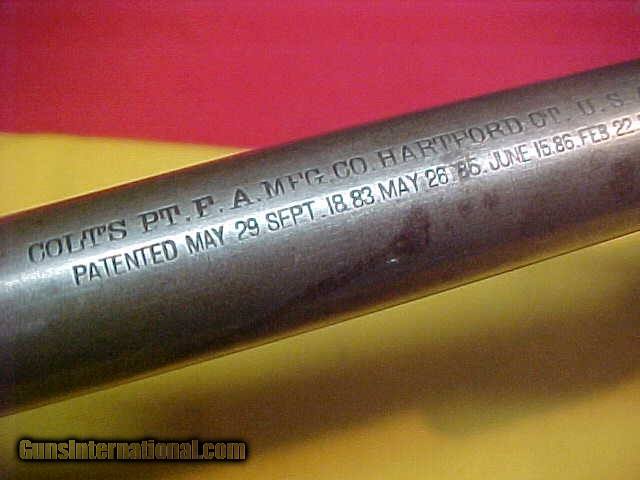 COLT'S PT. F. A. MFG. CO. HARTFORD. CT. U. S.
PATENTED MAY 29 SEPT. 18.83. MAY 26. 85. JUNE 15.86. FEB 22.
GunsInternational.com